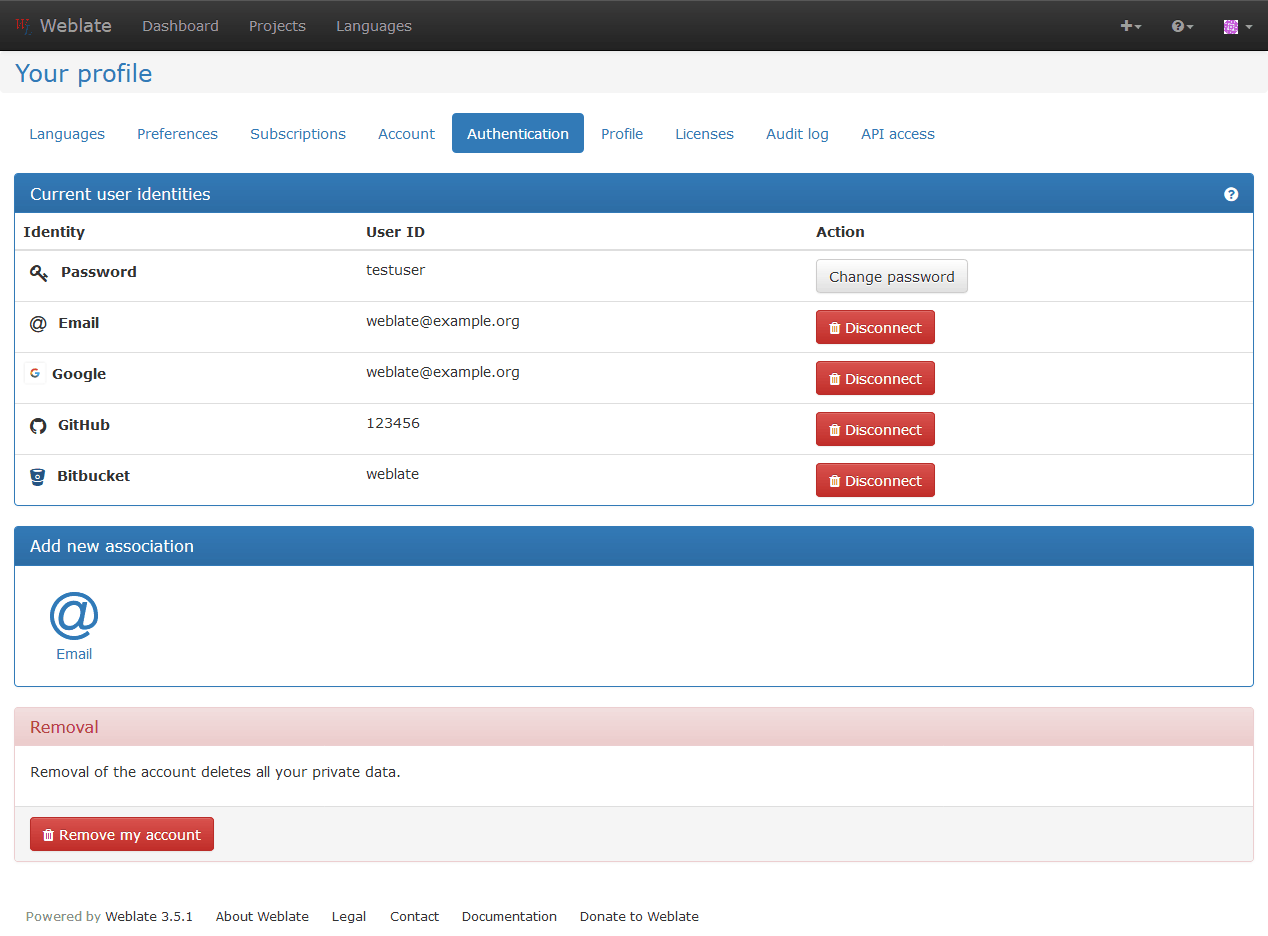 Weblate Dashboard Projects Languages
Your profile
Languages Preferences Subscriptions Account Authentication Profile Licenses Audit log API access
Current user identities
Identity User ID Action
Password testuser Change password
Email weblate@example.org Disconnect
Google weblate@example.org Disconnect
GitHub 123456 Disconnect
Bitbucket weblate Disconnect
Add new association
@
Email
Removal
Removal of the account deletes all your private data.
Remove my account
Powered by Weblate 3.5.1 About Weblate Legal Contact Documentation Donate to Weblate